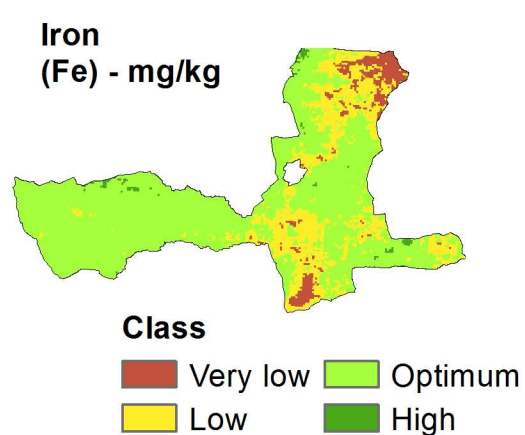 Iron
(Fe) - mg/kg
Class
Very low Optimum
Low High